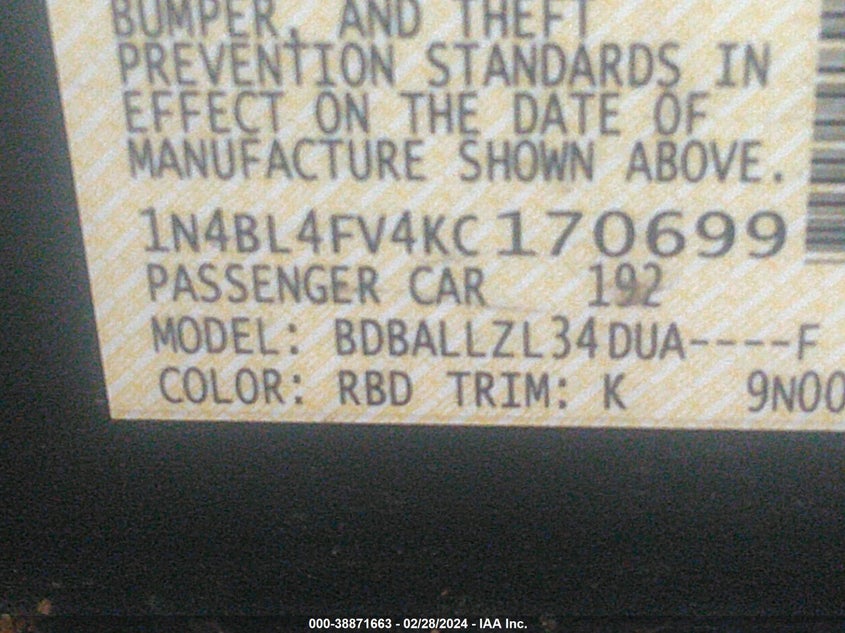 BUMPER, AND THEFT
PREVENTION STANDARDS IN
EFFECT ON THE DATE OF
MANUFACTURE SHOWN ABOVE.
1N4BL4FV4KC170699
PASSENGER CAR 192
MODEL: BDBALLZL34DUA----F
COLOR: RBD TRIM: K 9N00
000-38871663 - 02/28/2024 - IAA Inc.